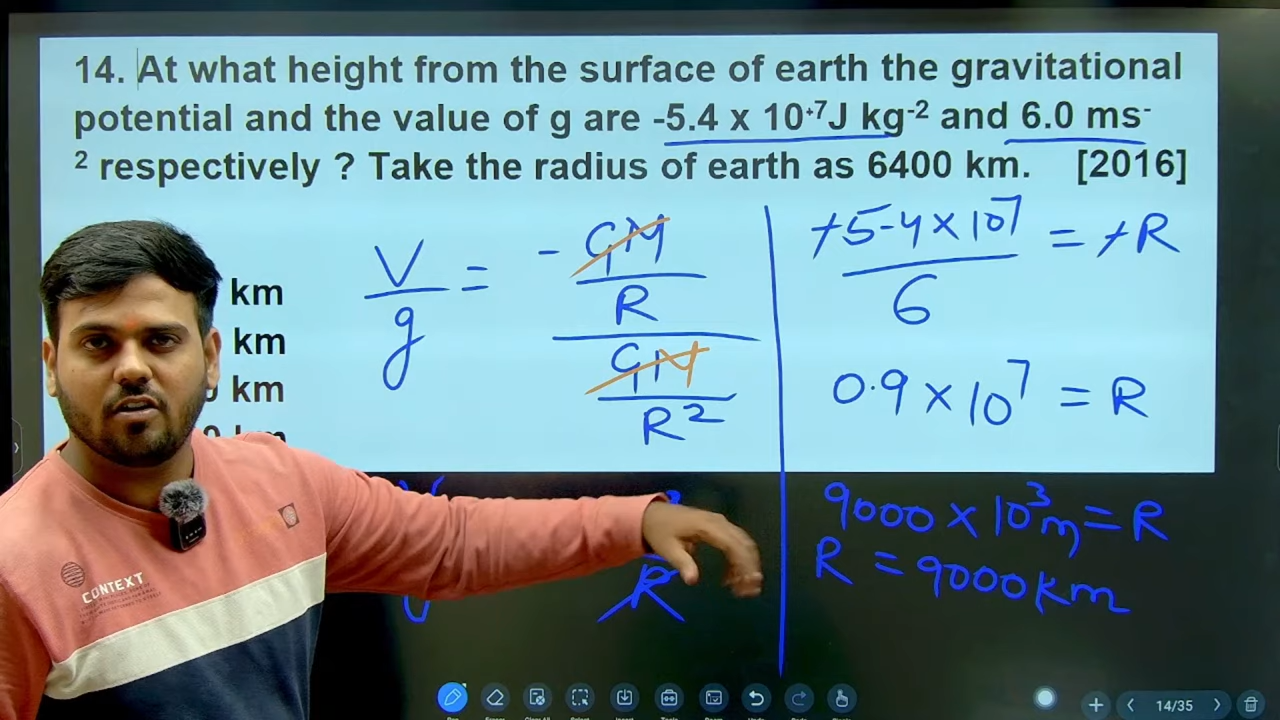 14. At what height from the surface of earth the gravitational
potential and the value of g are -5.4 x 10+7J kg-2 and 6.0 ms-
2 respectively ? Take the radius of earth as 6400 km. [2016]
km
km
km
km
V/g = - GM/R / GM/R²
+5.4 × 10⁷ / 6 = +R
0.9 × 10⁷ = R
9000 × 10³m = R
R = 9000km
R
CONTEXT
14/35